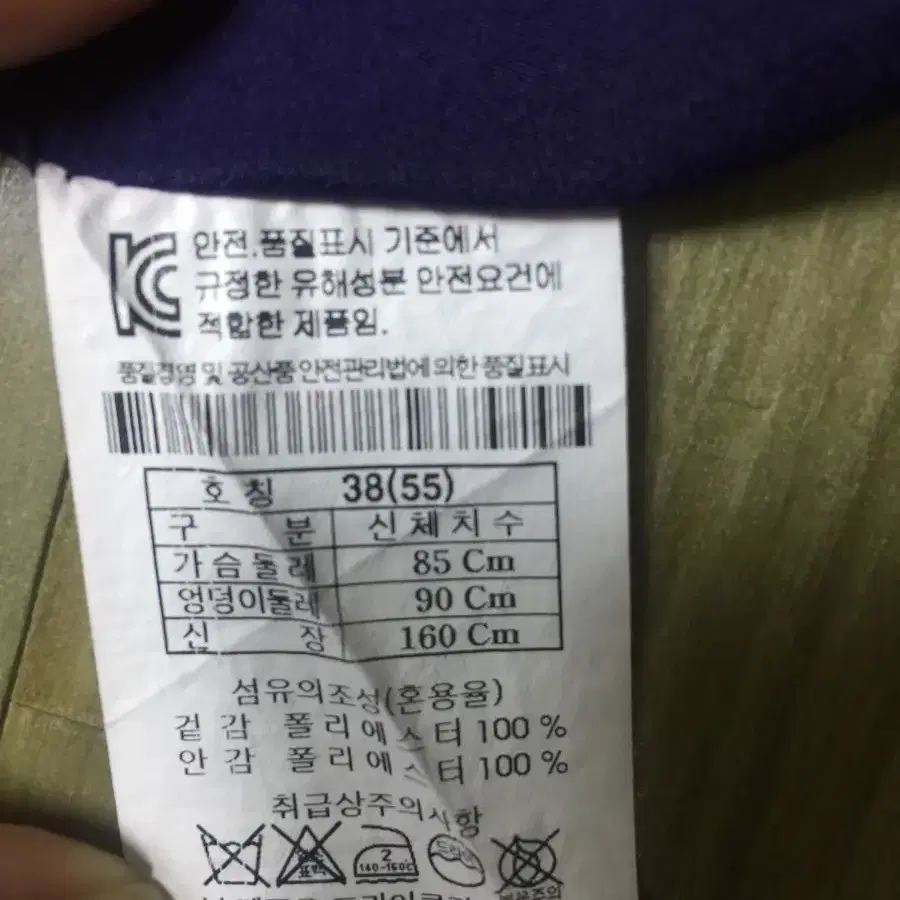 안전.품질표시 기준에서
규정한 유해성분 안전요건에
적합한 제품임.
품질경영 및 공산품 안전관리법에 의한 품질표시
호 칭 38(55)
구 분 신 체 치 수
가 슴 둘 레 85 Cm
엉덩이둘레 90 Cm
신 장 160 Cm
섬유의조성(혼용율)
겉 감 폴 리 에 스 터 100 %
안 감 폴 리 에 스 터 100 %
취급상주의사항
표백
2
140-160℃